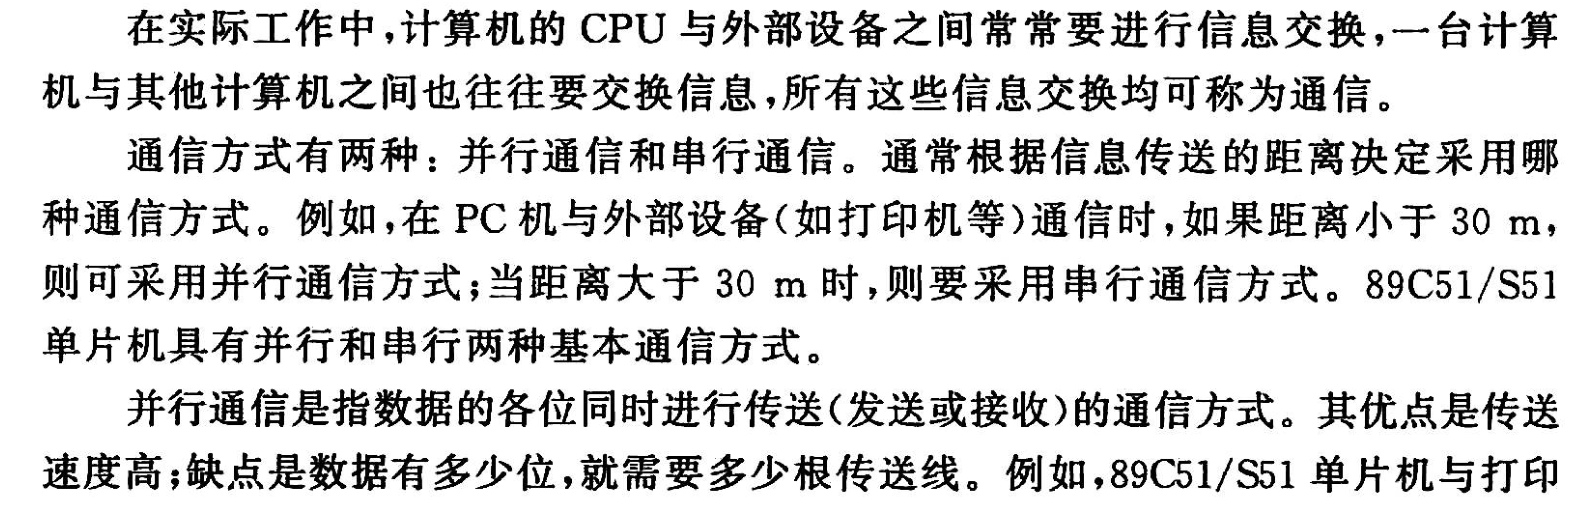 在实际工作中,计算机的 CPU 与外部设备之间常常要进行信息交换,一台计算
机与其他计算机之间也往往要交换信息,所有这些信息交换均可称为通信。
通信方式有两种:并行通信和串行通信。通常根据信息传送的距离决定采用哪
种通信方式。例如,在 PC 机与外部设备(如打印机等)通信时,如果距离小于 30 m,
则可采用并行通信方式;当距离大于 30 m 时,则要采用串行通信方式。89C51/S51
单片机具有并行和串行两种基本通信方式。
并行通信是指数据的各位同时进行传送(发送或接收)的通信方式。其优点是传送
速度高;缺点是数据有多少位,就需要多少根传送线。例如,89C51/S51 单片机与打印